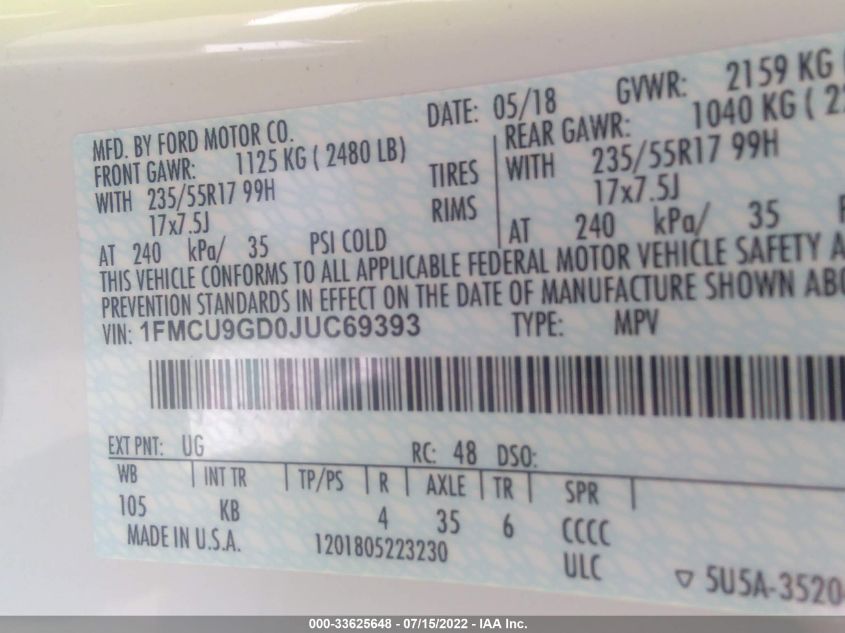 MFD. BY FORD MOTOR CO. DATE: 05/18 GVWR: 2159 KG
FRONT GAWR: 1125 KG ( 2480 LB) REAR GAWR: 1040 KG (
WITH 235/55R17 99H TIRES WITH 235/55R17 99H
17x7.5J RIMS 17x7.5J
AT 240 kPa/ 35 PSI COLD AT 240 kPa/ 35
THIS VEHICLE CONFORMS TO ALL APPLICABLE FEDERAL MOTOR VEHICLE SAFETY
PREVENTION STANDARDS IN EFFECT ON THE DATE OF MANUFACTURE SHOWN
VIN: 1FMCU9GD0JUC69393 TYPE: MPV
EXT PNT: UG RC: 48 DSO:
WB INT TR TP/PS R AXLE TR SPR
105 KB 4 35 6 CCCC
MADE IN U.S.A. 1201805223230 ULC
▽ 5U5A-3520
000-33625648 - 07/15/2022 - IAA Inc.